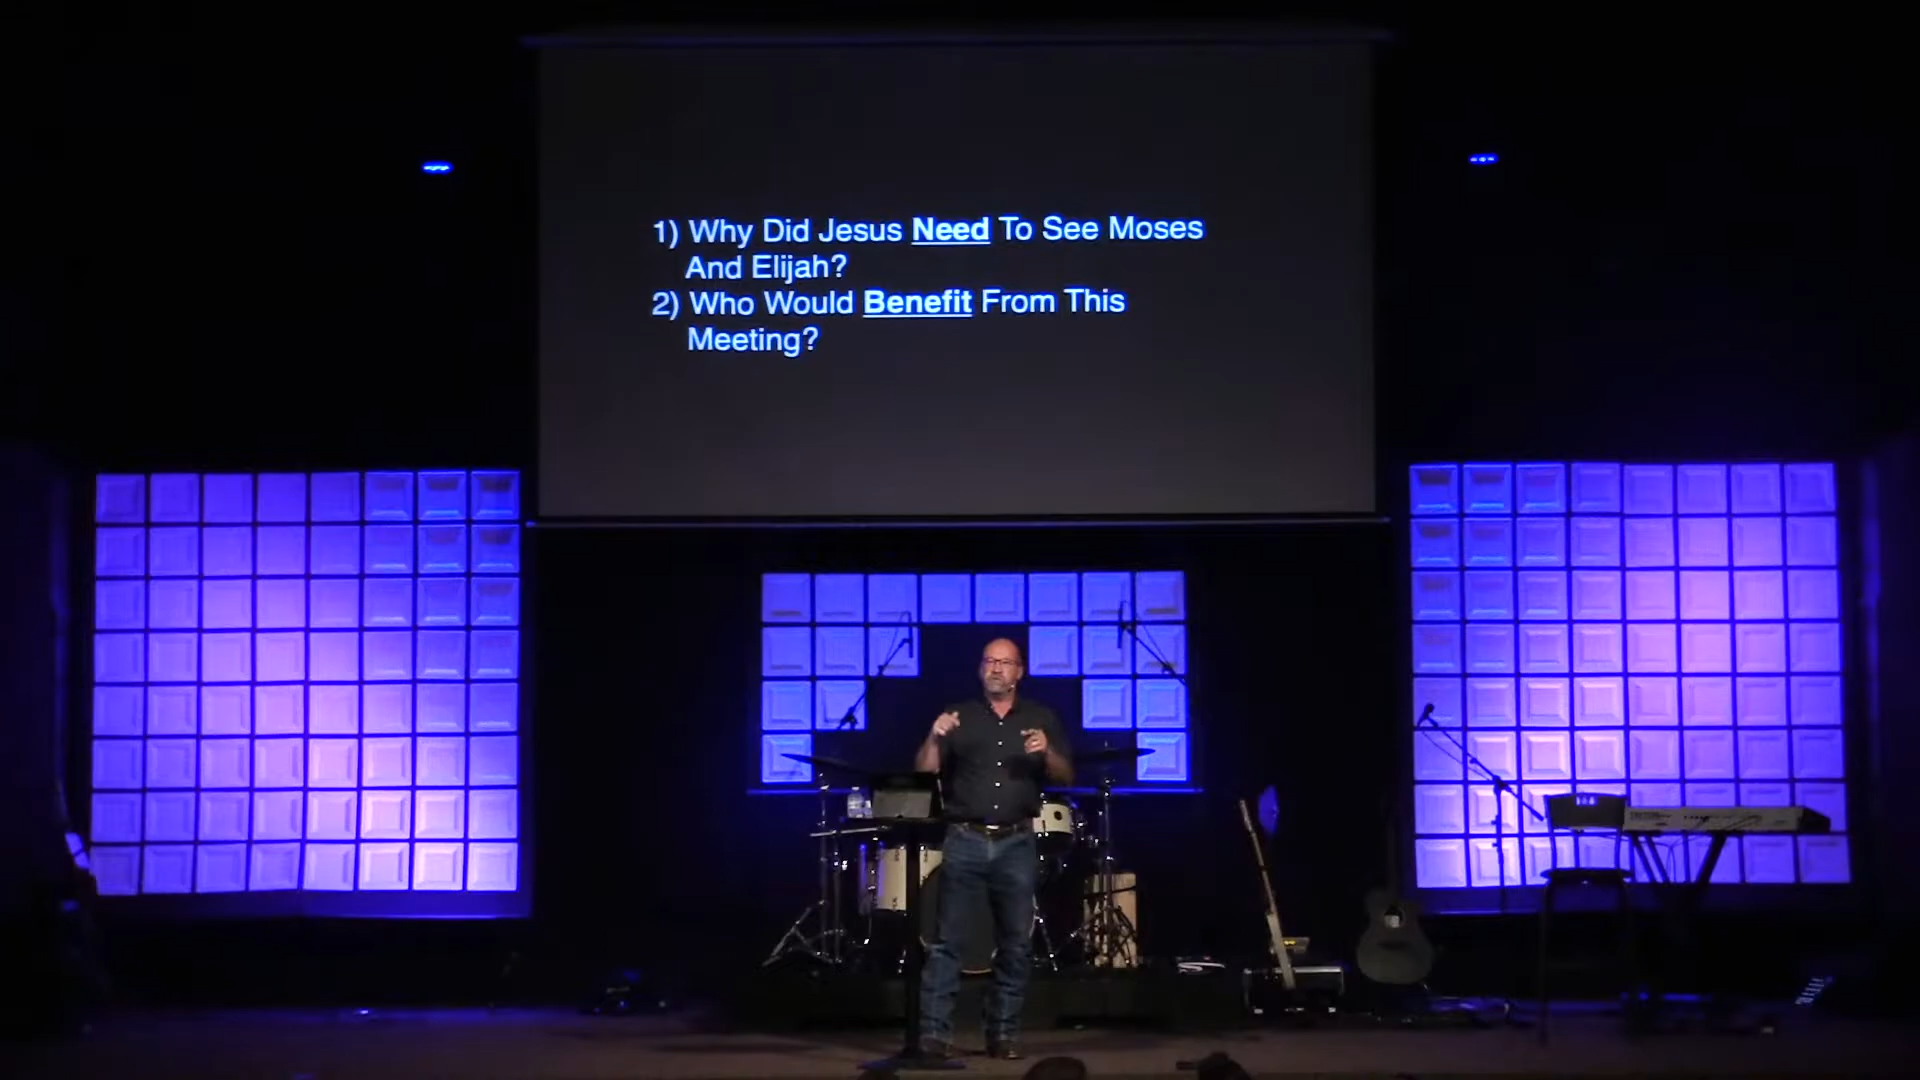 1) Why Did Jesus Need To See Moses
And Elijah?
2) Who Would Benefit From This
Meeting?